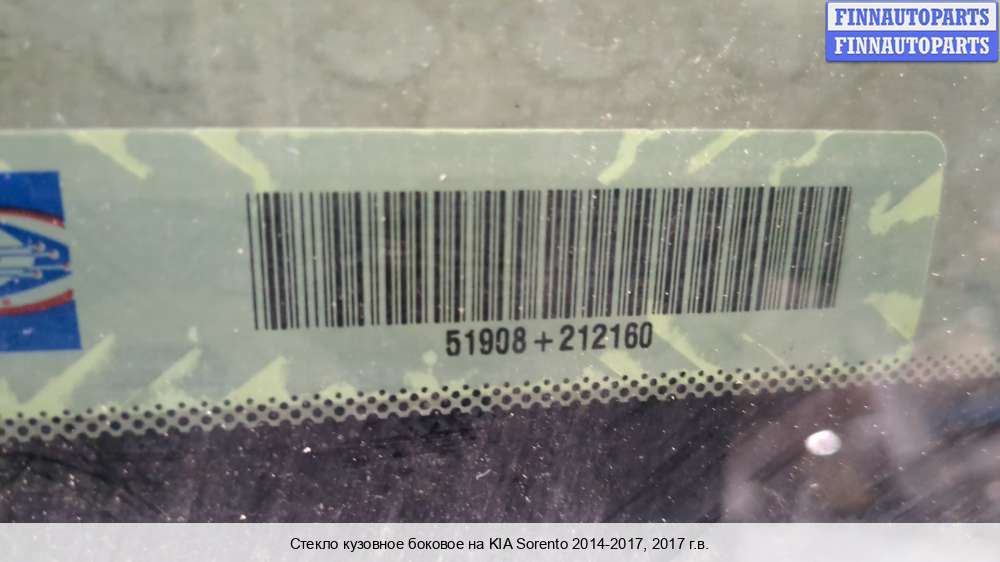 FINNAUTOPARTS
FINNAUTOPARTS
51908+212160
Стекло кузовное боковое на KIA Sorento 2014-2017, 2017 г.в.